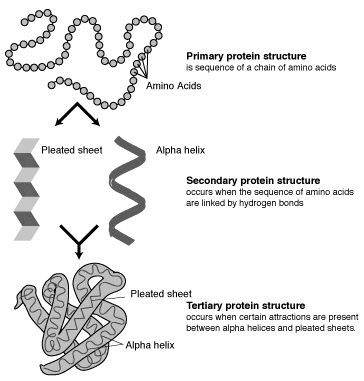 Primary protein structure
is sequence of a chain of amino acids
Amino Acids
Pleated sheet
Alpha helix
Secondary protein structure
occurs when the sequence of amino acids
are linked by hydrogen bonds
Pleated sheet
Tertiary protein structure
occurs when certain attractions are present
between alpha helices and pleated sheets.
Alpha helix